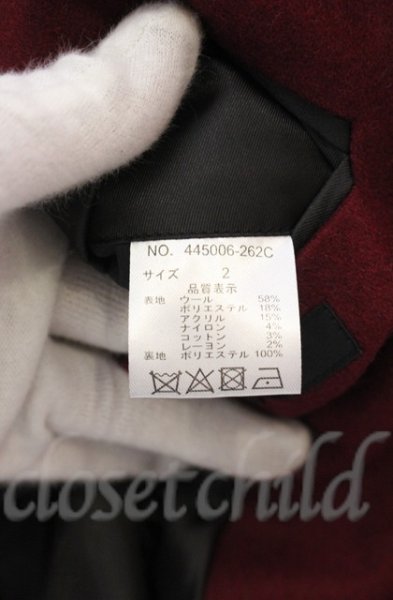 NO. 445006-262C
サイズ 2
品質表示
表地 ウール 58%
ポリエステル 18%
アクリル 15%
ナイロン 4%
コットン 3%
レーヨン 2%
裏地 ポリエステル 100%
closetchild